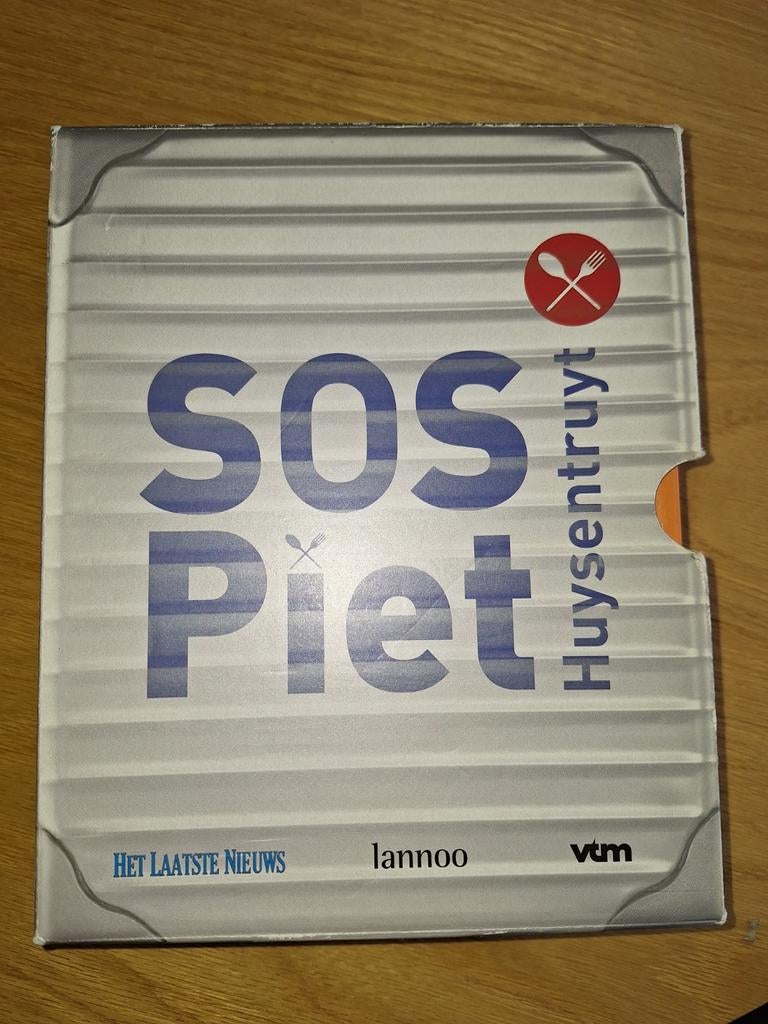 SOS
Piet
Huysentruyt
HET LAATSTE NIEUWS
lannoo
vtm